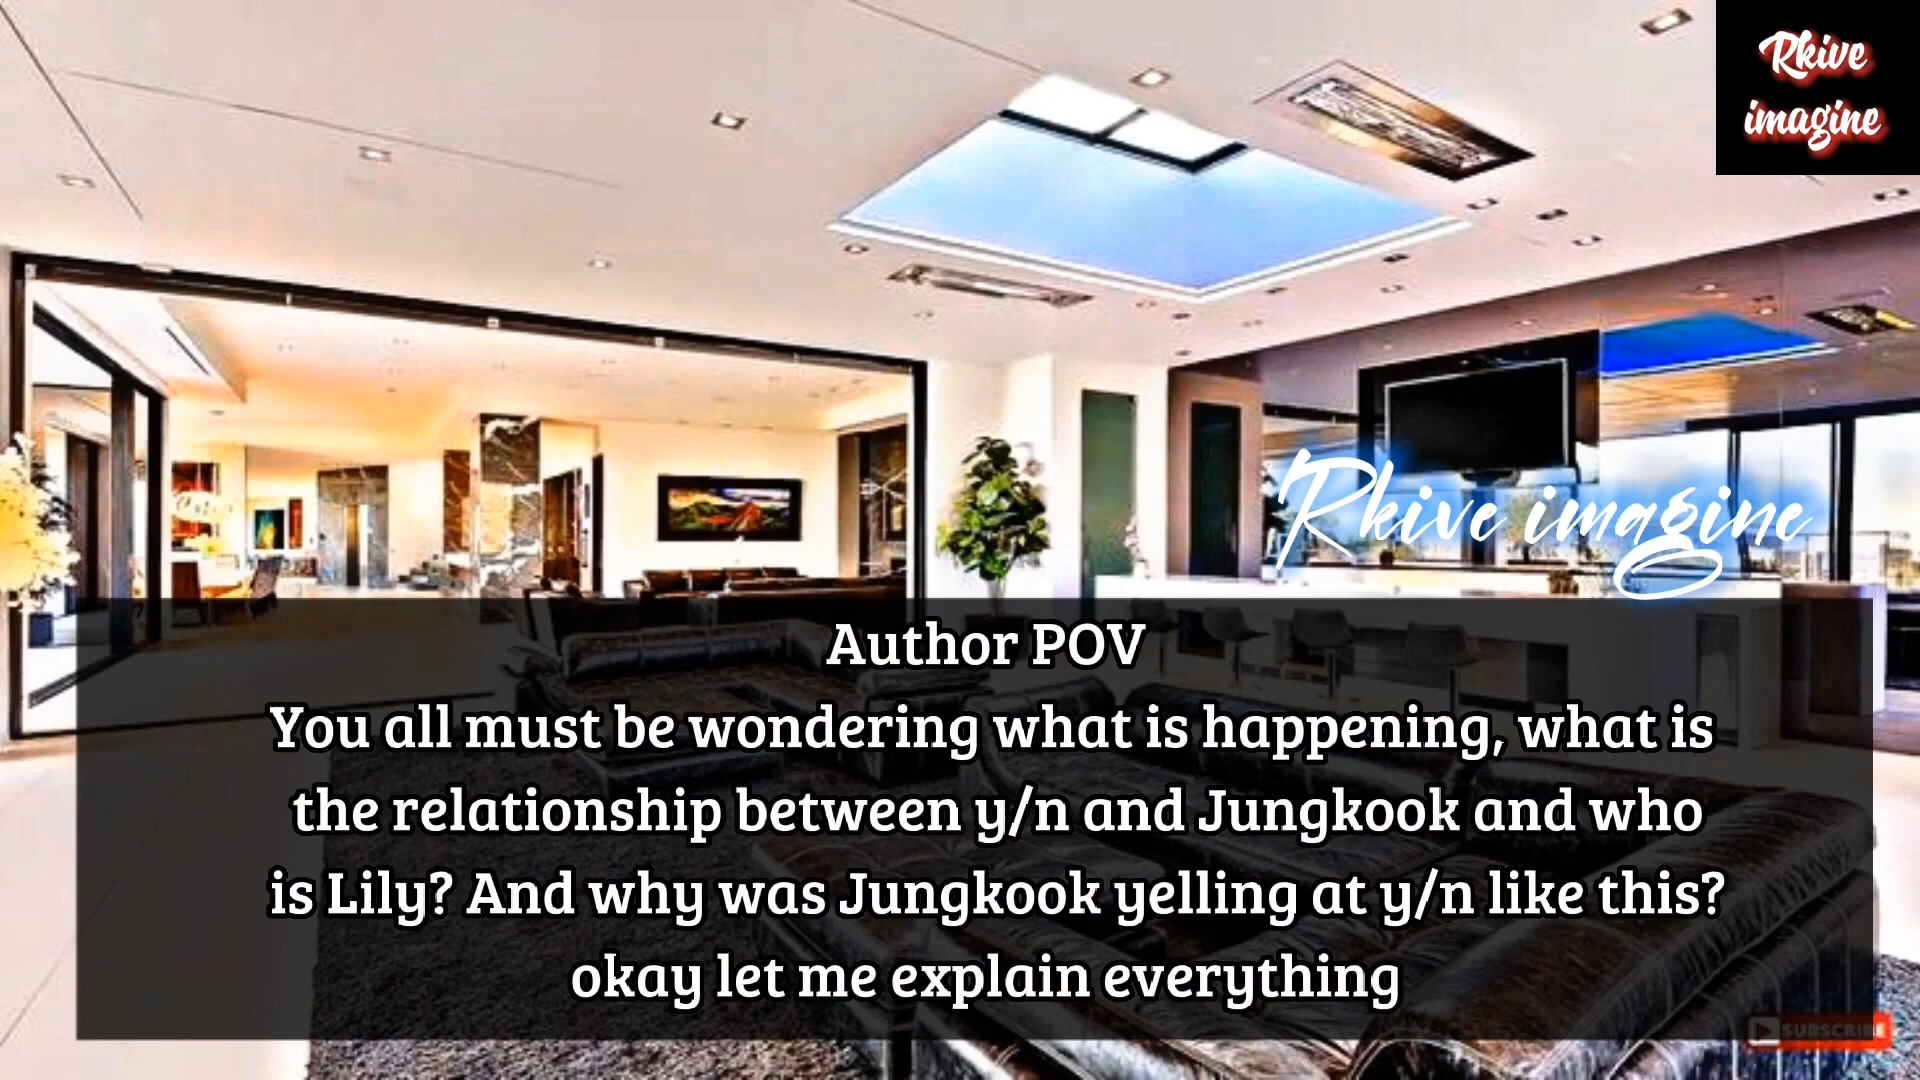 Rkive
imagine
Rkive imagine
Author POV
You all must be wondering what is happening, what is
the relationship between y/n and Jungkook and who
is Lily? And why was Jungkook yelling at y/n like this?
okay let me explain everything
SUBSCRIBE